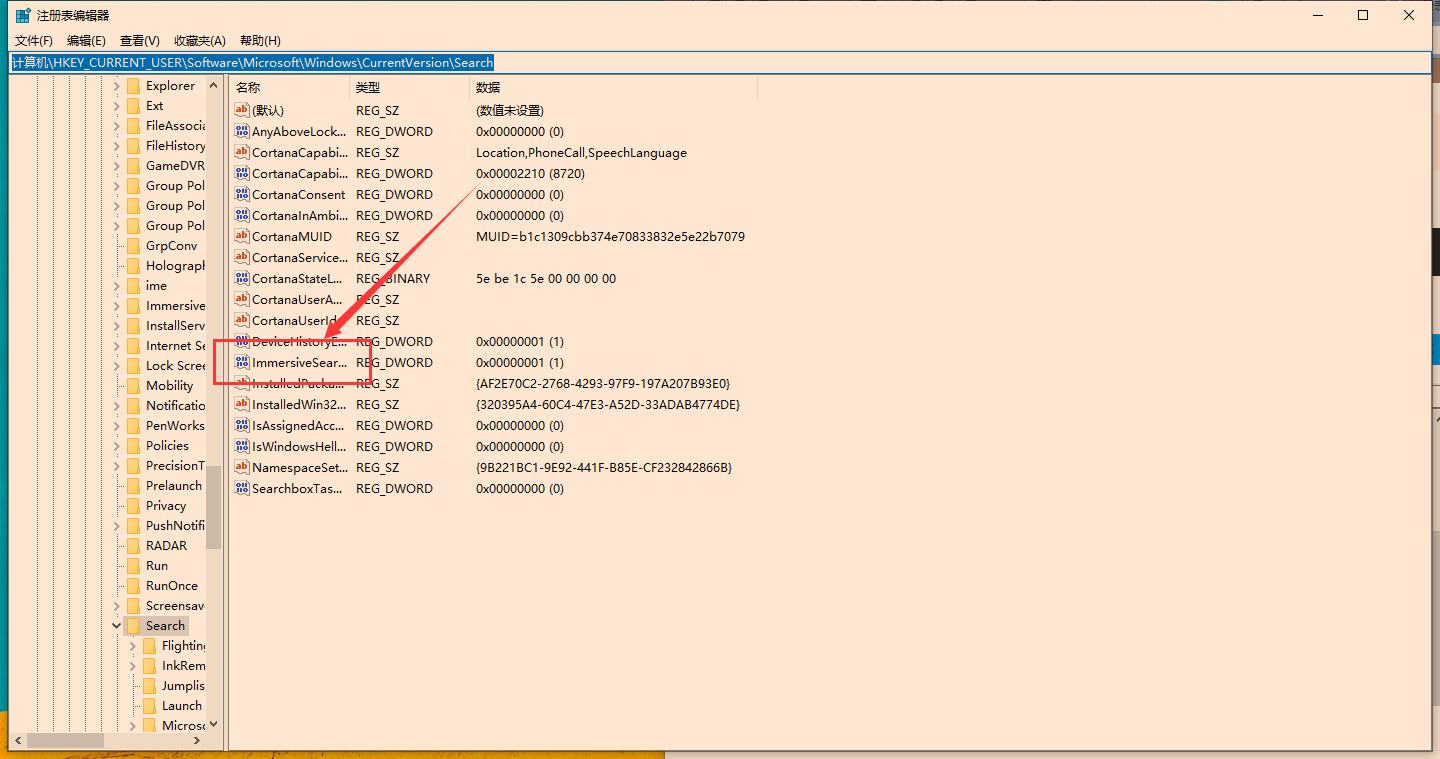 注册表编辑器
文件(F) 编辑(E) 查看(V) 收藏夹(A) 帮助(H)
计算机\HKEY_CURRENT_USER\Software\Microsoft\Windows\CurrentVersion\Search
Explorer
Ext
FileAssocia
FileHistory
GameDVR
Group Pol
Group Pol
Group Pol
GrpConv
Holograph
ime
Immersive
InstallServ
Internet Se
Lock Scree
Mobility
Notificatio
PenWorks
Policies
PrecisionT
Prelaunch
Privacy
PushNotifi
RADAR
Run
RunOnce
Screensav
Search
Flighting
InkRem
Jumplis
Launch
Microso
名称 类型 数据
(默认) REG_SZ (数值未设置)
AnyAboveLock... REG_DWORD 0x00000000 (0)
CortanaCapabi... REG_SZ Location,PhoneCall,SpeechLanguage
CortanaCapabi... REG_DWORD 0x00002210 (8720)
CortanaConsent REG_DWORD 0x00000000 (0)
CortanaInAmbi... REG_DWORD 0x00000000 (0)
CortanaMUID REG_SZ MUID=b1c1309cbb374e70833832e5e22b7079
CortanaService... REG_SZ
CortanaStateL... REG_BINARY 5e be 1c 5e 00 00 00 00
CortanaUserA... REG_SZ
CortanaUserId REG_SZ
DeviceHistoryE... REG_DWORD 0x00000001 (1)
ImmersiveSear... REG_DWORD 0x00000001 (1)
InstalledPacka... REG_SZ {AF2E70C2-2768-4293-97F9-197A207B93E0}
InstalledWin32... REG_SZ {320395A4-60C4-47E3-A52D-33ADAB4774DE}
IsAssignedAcc... REG_DWORD 0x00000000 (0)
IsWindowsHell... REG_DWORD 0x00000000 (0)
NamespaceSet... REG_SZ {9B221BC1-9E92-441F-B85E-CF232842866B}
SearchboxTas... REG_DWORD 0x00000000 (0)